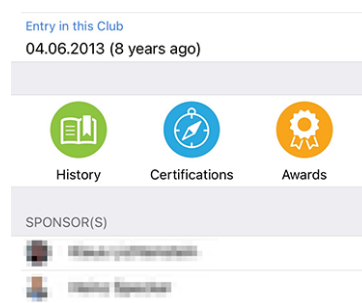 Entry in this Club
04.06.2013 (8 years ago)
History Certifications Awards
SPONSOR(S)